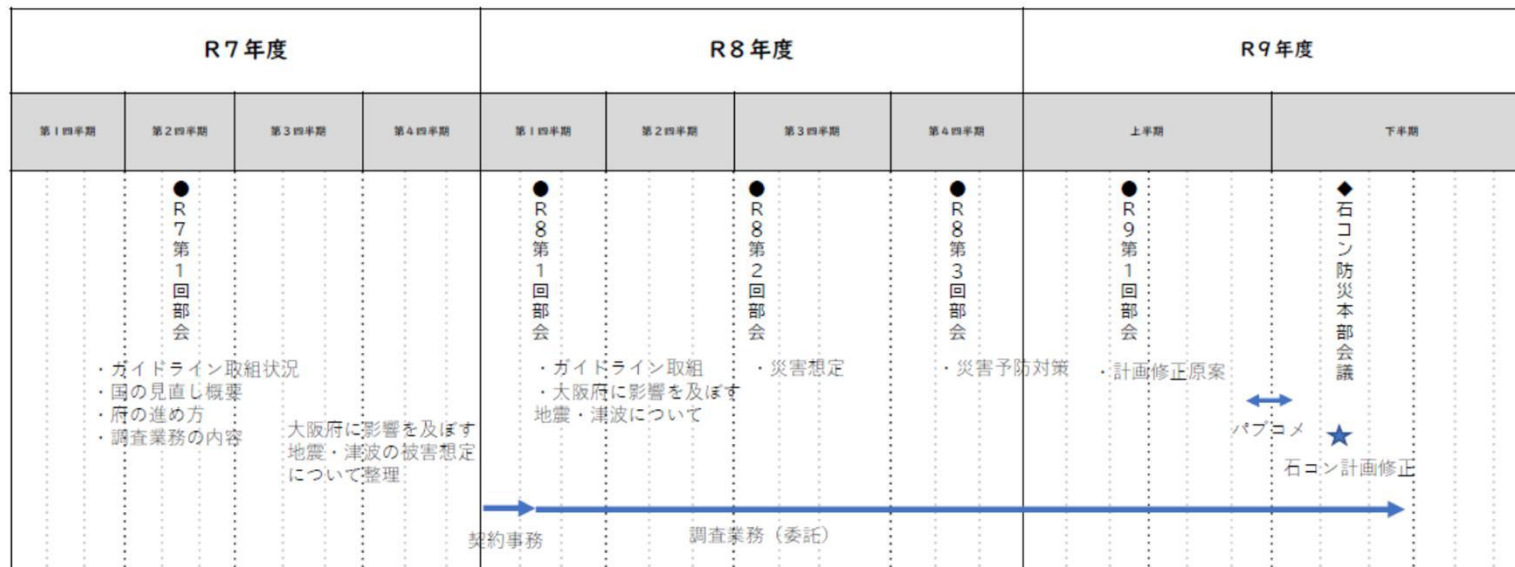 R7年度
R8年度
R9年度
第1四半期
第2四半期
第3四半期
第4四半期
第1四半期
第2四半期
第3四半期
第4四半期
上半期
下半期
●R7第1回部会
●R8第1回部会
●R8第2回部会
●R8第3回部会
●R9第1回部会
◆石コン防災本部会議
・ガイドライン取組状況
・国の見直し概要
・府の進め方
・調査業務の内容
大阪府に影響を及ぼす
地震・津波の被害想定
について整理
・ガイドライン取組
・大阪府に影響を及ぼす
地震・津波について
・災害想定
・災害予防対策
・計画修正原案
パブコメ
石コン計画修正
契約事務
調査業務（委託）